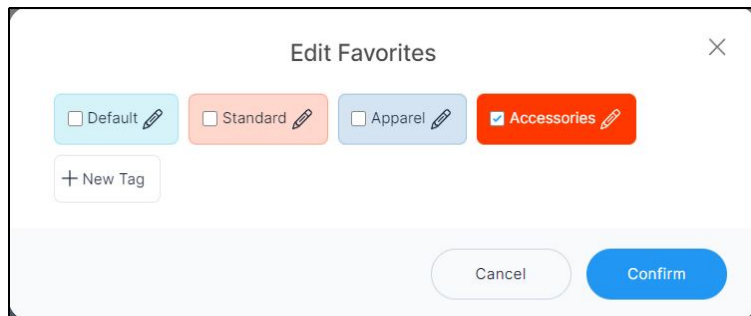 Edit Favorites
Default Standard Apparel Accessories
New Tag
Cancel Confirm